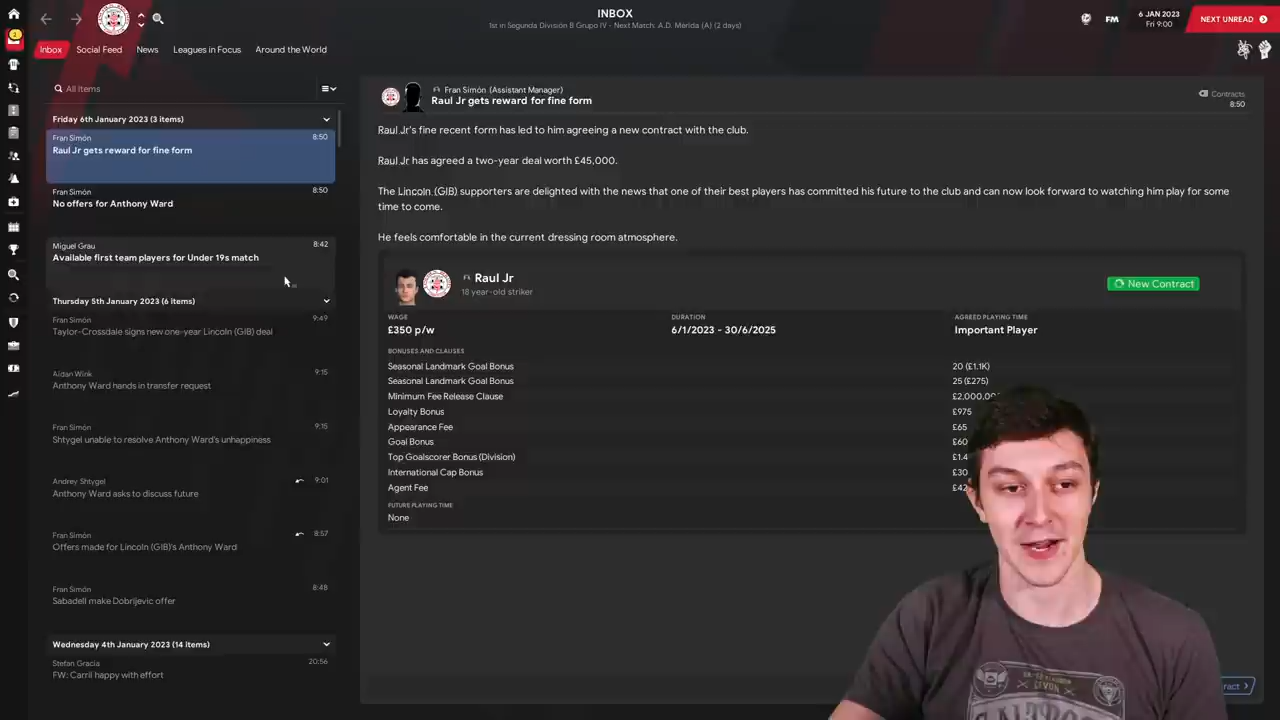 INBOX
1st in Segunda División B Grupo IV - Next Match: A.D. Mérida (A) (2 days)
FM
6 JAN 2023
Fri 9:00
NEXT UNREAD
Inbox
Social Feed
News
Leagues in Focus
Around the World
All Items
Friday 6th January 2023 (3 items)
Fran Simón
8:50
Raul Jr gets reward for fine form
Fran Simón
8:50
No offers for Anthony Ward
Miguel Grau
8:42
Available first team players for Under 19s match
Thursday 5th January 2023 (6 items)
Fran Simón
9:49
Taylor-Crossdale signs new one-year Lincoln (GIB) deal
Aidan Wink
9:15
Anthony Ward hands in transfer request
Fran Simón
9:15
Shtygel unable to resolve Anthony Ward's unhappiness
Andrey Shtygel
9:01
Anthony Ward asks to discuss future
Fran Simón
8:57
Offers made for Lincoln (GIB)'s Anthony Ward
Fran Simón
8:48
Sabadell make Dobrijevic offer
Wednesday 4th January 2023 (14 items)
Stefan Gracia
20:56
FW: Carril happy with effort
Fran Simón (Assistant Manager)
Raul Jr gets reward for fine form
Contracts
8:50
Raul Jr's fine recent form has led to him agreeing a new contract with the club.
Raul Jr has agreed a two-year deal worth £45,000.
The Lincoln (GIB) supporters are delighted with the news that one of their best players has committed his future to the club and can now look forward to watching him play for some
time to come.
He feels comfortable in the current dressing room atmosphere.
Raul Jr
18 year-old striker
New Contract
WAGE
£350 p/w
DURATION
6/1/2023 - 30/6/2025
AGREED PLAYING TIME
Important Player
BONUSES AND CLAUSES
Seasonal Landmark Goal Bonus
20 (£1.1K)
Seasonal Landmark Goal Bonus
25 (£275)
Minimum Fee Release Clause
£2,000,00
Loyalty Bonus
£975
Appearance Fee
£65
Goal Bonus
£60
Top Goalscorer Bonus (Division)
£1.4
International Cap Bonus
£30
Agent Fee
£42
FUTURE PLAYING TIME
None
ract